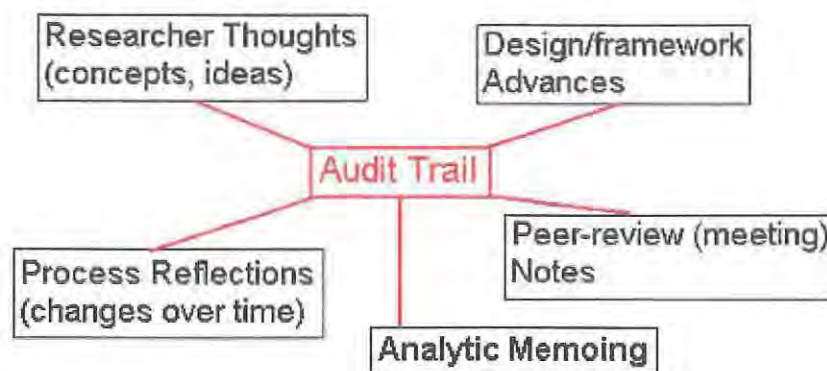 Researcher Thoughts
(concepts, ideas)
Design/framework
Advances
Audit Trail
Peer-review (meeting)
Notes
Process Reflections
(changes over time)
Analytic Memoing